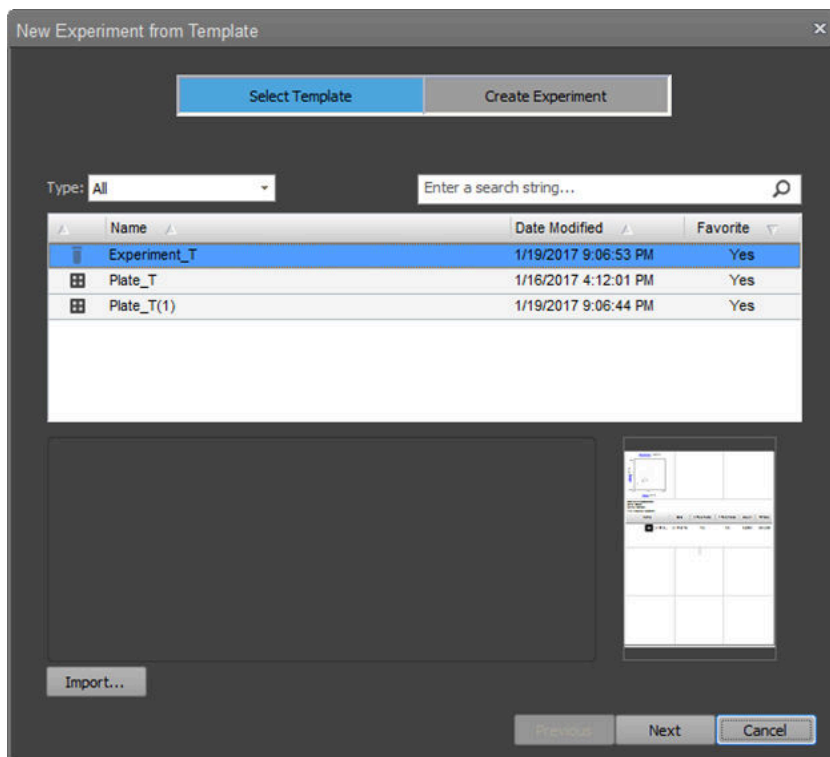 New Experiment from Template
Select Template Create Experiment
Type: All Enter a search string...
Name Date Modified Favorite
Experiment_T 1/19/2017 9:06:53 PM Yes
Plate_T 1/16/2017 4:12:01 PM Yes
Plate_T(1) 1/19/2017 9:06:44 PM Yes
Import...
Previous Next Cancel